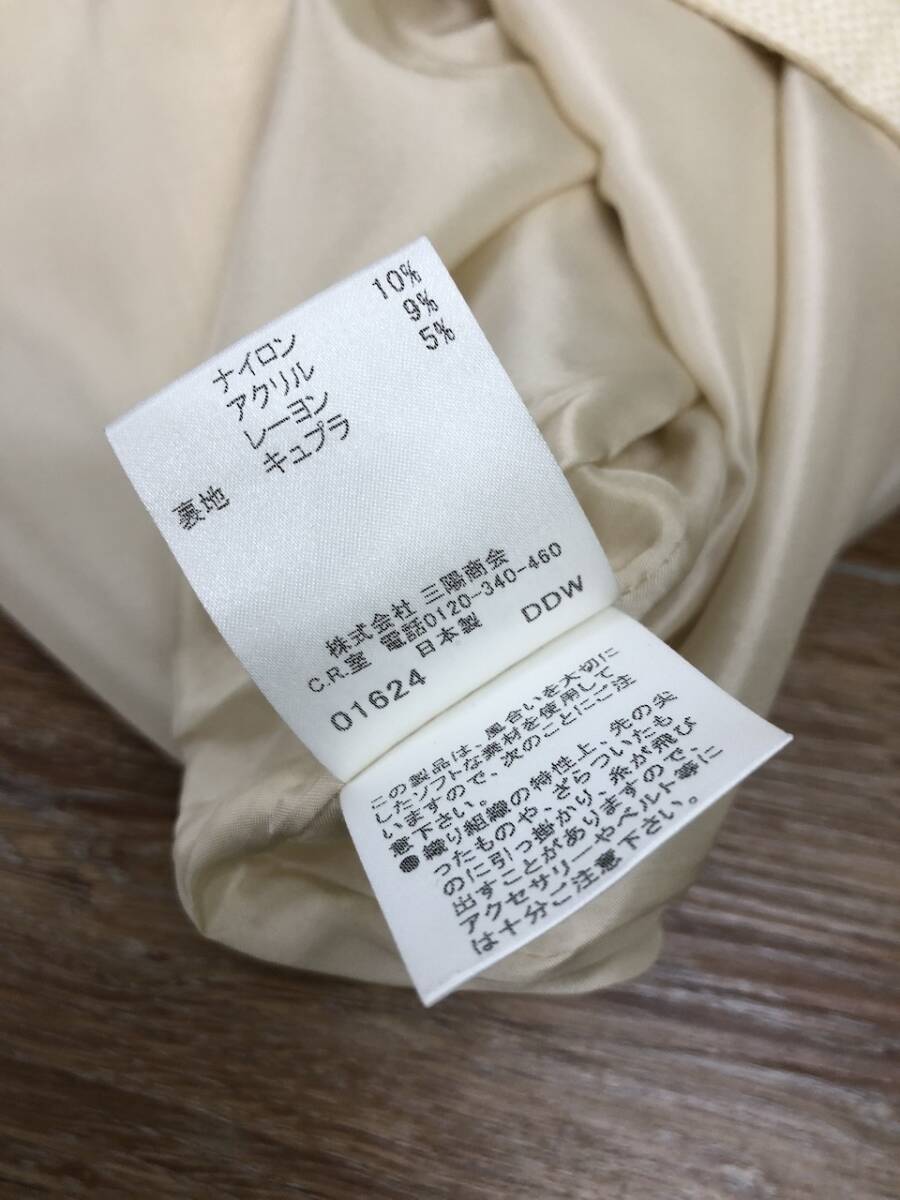 ナイロン 10%
アクリル 9%
レーヨン 5%
裏地 キュプラ
株式会社 三陽商会
C.R.室 電話0120-340-460
日本製
01624 DDW
この製品は、風合いを大切に
したソフトな素材を使用して
いますので、次のことにご注
意下さい。
●織り組織の特性上、先の尖
ったものや、ざらついたも
のに引っ掛かり、糸が飛び
出すことがありますので、
アクセサリーやベルト等に
は十分ご注意下さい。